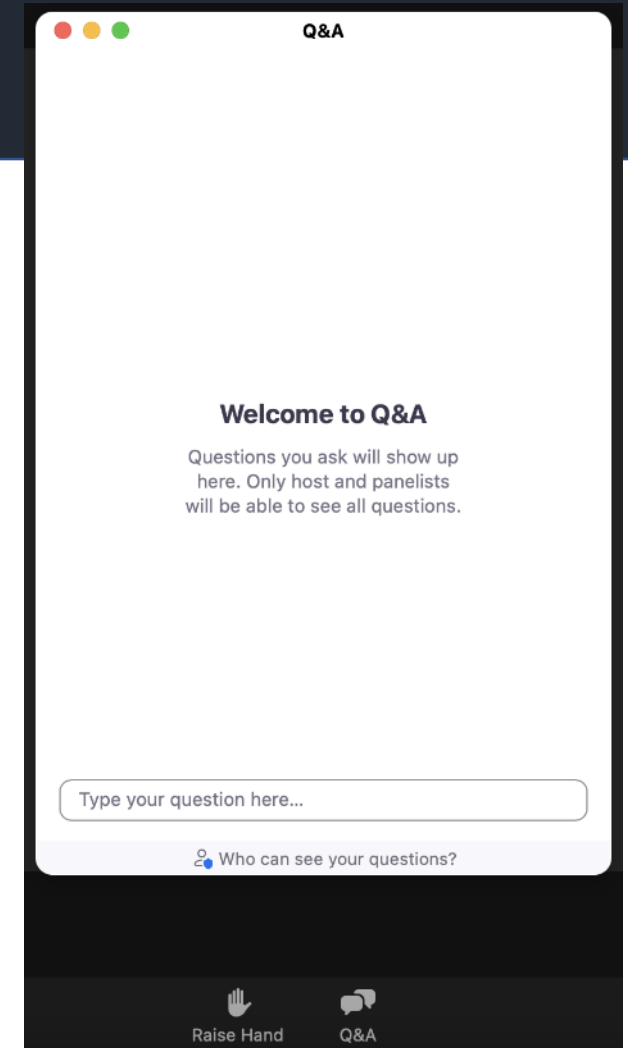 Q&A
Welcome to Q&A
Questions you ask will show up
here. Only host and panelists
will be able to see all questions.
Type your question here...
Who can see your questions?
Raise Hand
Q&A